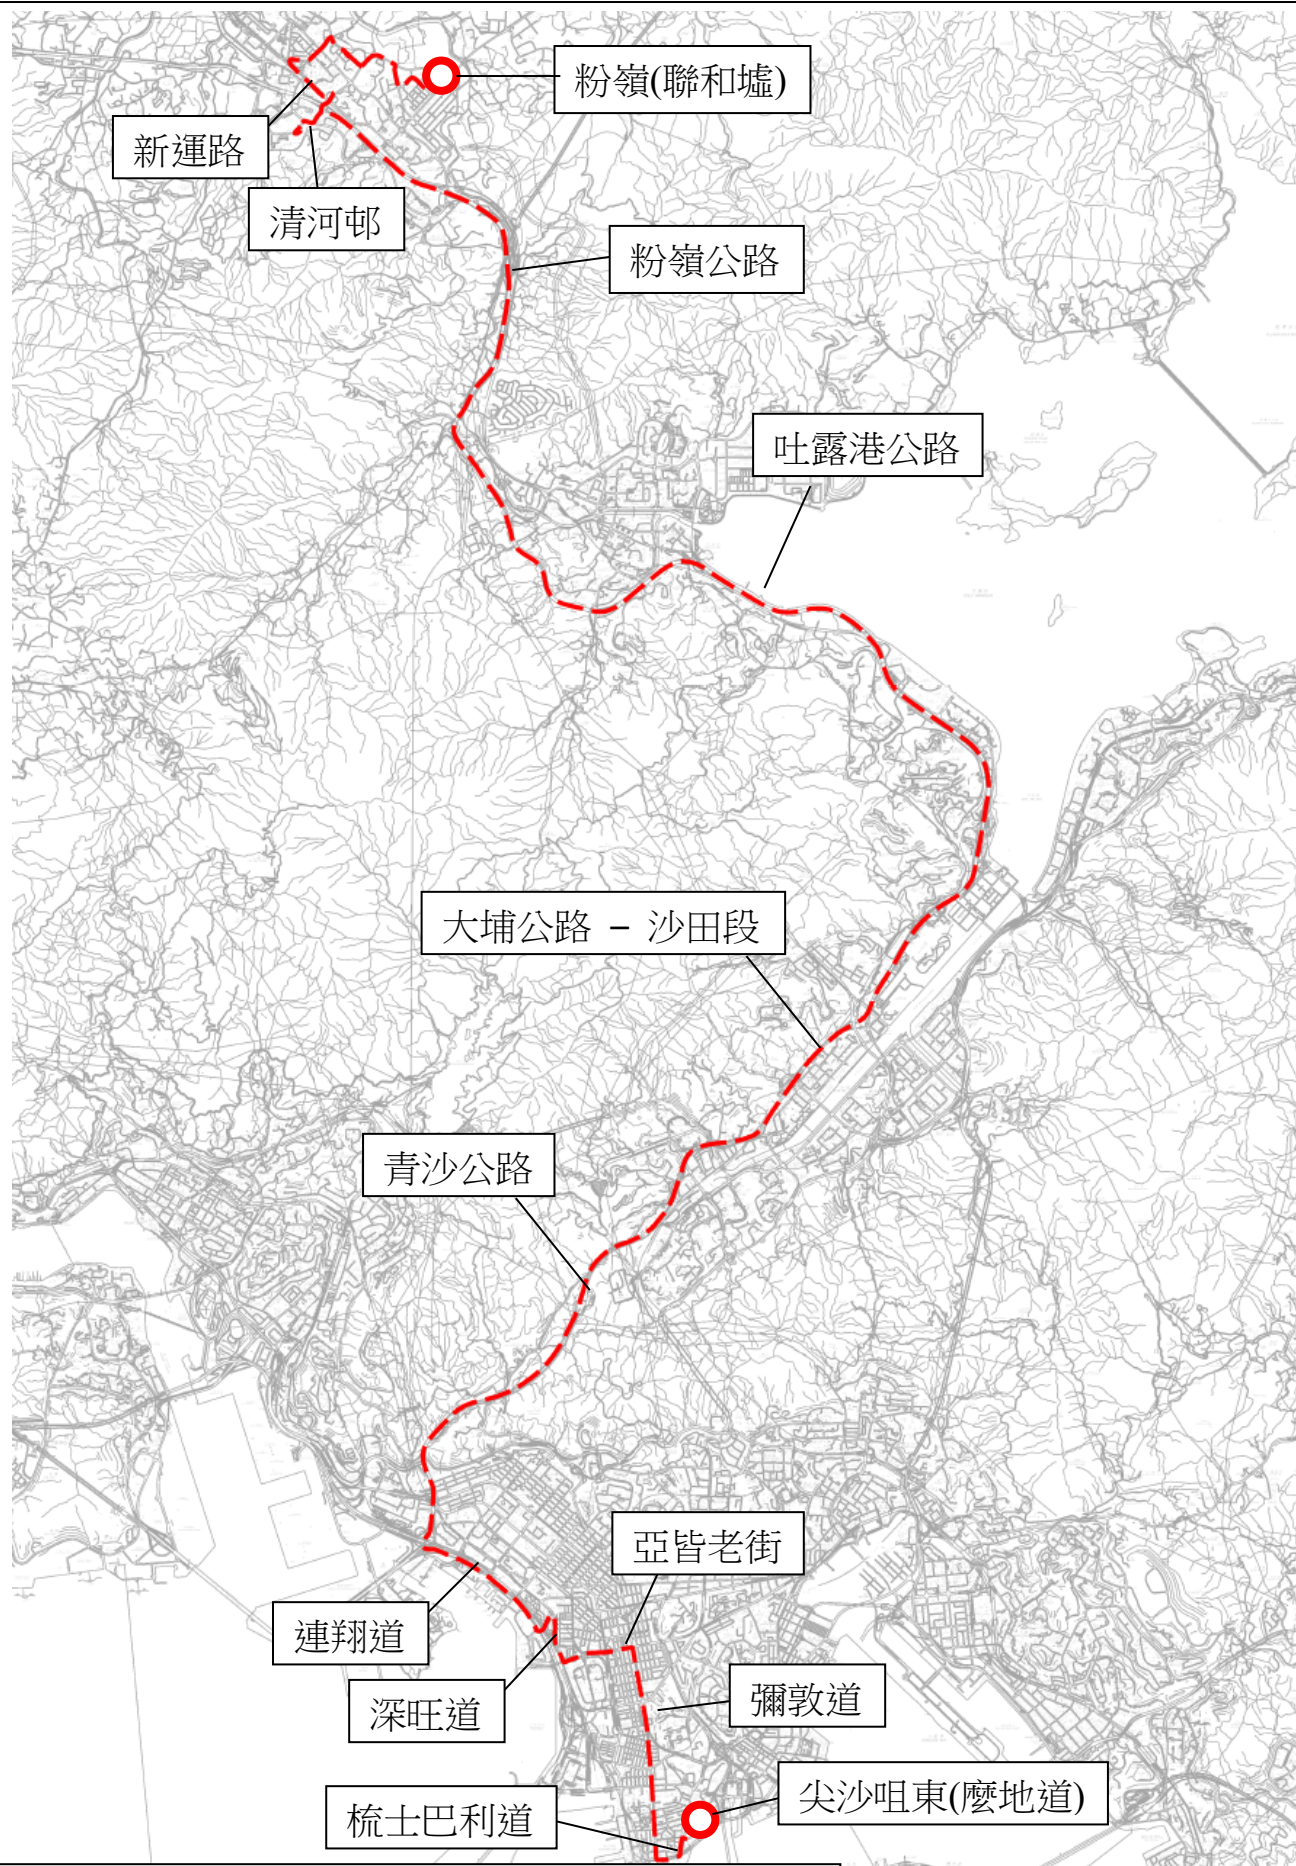 粉嶺(聯和墟)
新運路
清河邨
粉嶺公路
吐露港公路
大埔公路 – 沙田段
青沙公路
亞皆老街
連翔道
深旺道
彌敦道
尖沙咀東(麼地道)
梳士巴利道